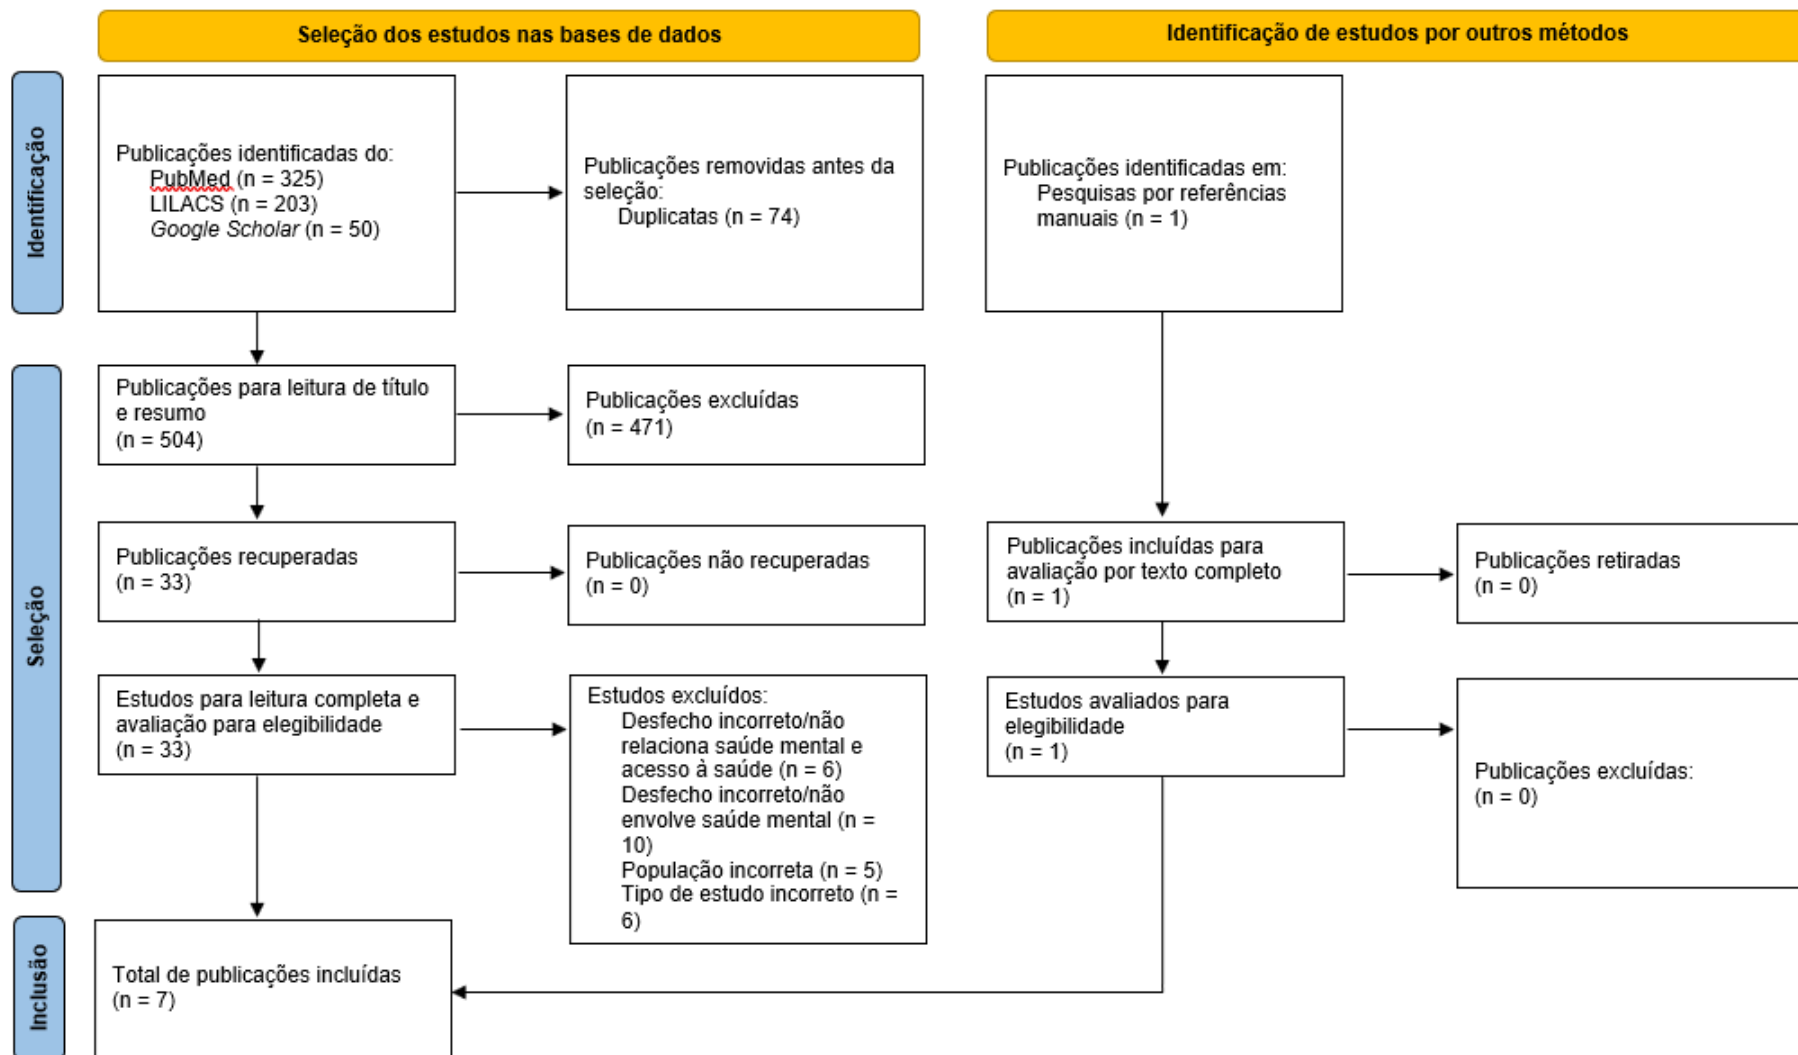 Seleção dos estudos nas bases de dados
Identificação de estudos por outros métodos
Identificação
Publicações identificadas do:
PubMed (n = 325)
LILACS (n = 203)
Google Scholar (n = 50)
Publicações removidas antes da
seleção:
Duplicatas (n = 74)
Publicações identificadas em:
Pesquisas por referências
manuais (n = 1)
Seleção
Publicações para leitura de título
e resumo
(n = 504)
Publicações excluídas
(n = 471)
Publicações recuperadas
(n = 33)
Publicações não recuperadas
(n = 0)
Publicações incluídas para
avaliação por texto completo
(n = 1)
Publicações retiradas
(n = 0)
Estudos para leitura completa e
avaliação para elegibilidade
(n = 33)
Estudos excluídos:
Desfecho incorreto/não
relaciona saúde mental e
acesso à saúde (n = 6)
Desfecho incorreto/não
envolve saúde mental (n =
10)
População incorreta (n = 5)
Tipo de estudo incorreto (n =
6)
Estudos avaliados para
elegibilidade
(n = 1)
Publicações excluídas:
(n = 0)
Inclusão
Total de publicações incluídas
(n = 7)